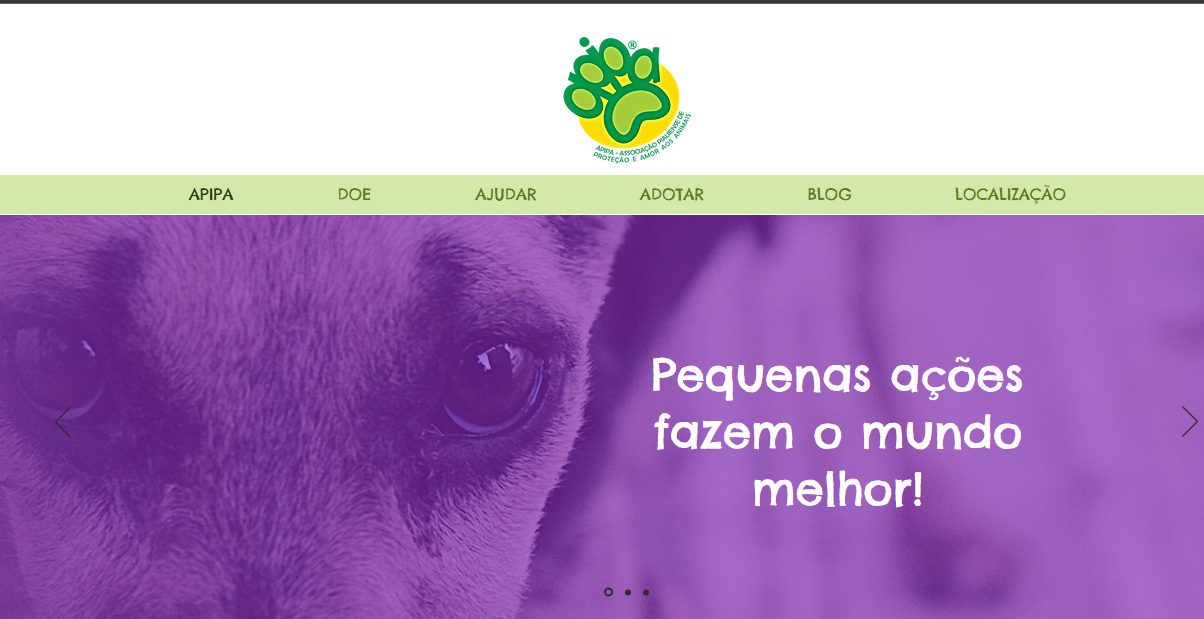 apipa
®
APIPA - ASSOCIAÇÃO PIAUIENSE DE
PROTEÇÃO E AMOR AOS ANIMAIS
APIPA
DOE
AJUDAR
ADOTAR
BLOG
LOCALIZAÇÃO
Pequenas ações
fazem o mundo
melhor!